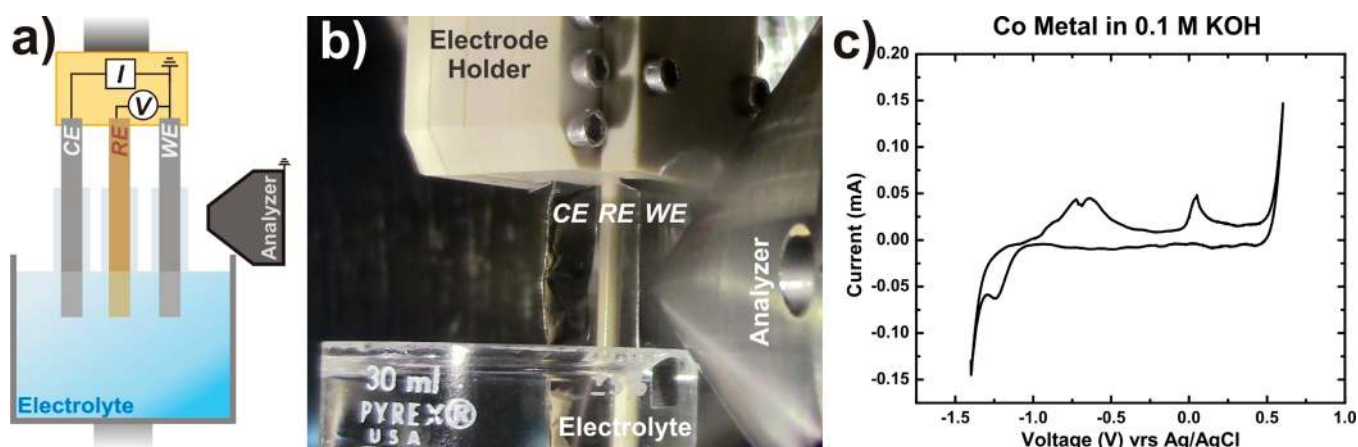 a)
I
V
CE
RE
WE
Analyzer
Electrolyte
b)
Electrode
Holder
CE RE WE
Analyzer
30 ml
PYREX®
USA
Electrolyte
c)
Co Metal in 0.1 M KOH
Current (mA)
0.20
0.15
0.10
0.05
0.00
-0.05
-0.10
-0.15
-1.5 -1.0 -0.5 0.0 0.5 1.0
Voltage (V) vrs Ag/AgCl